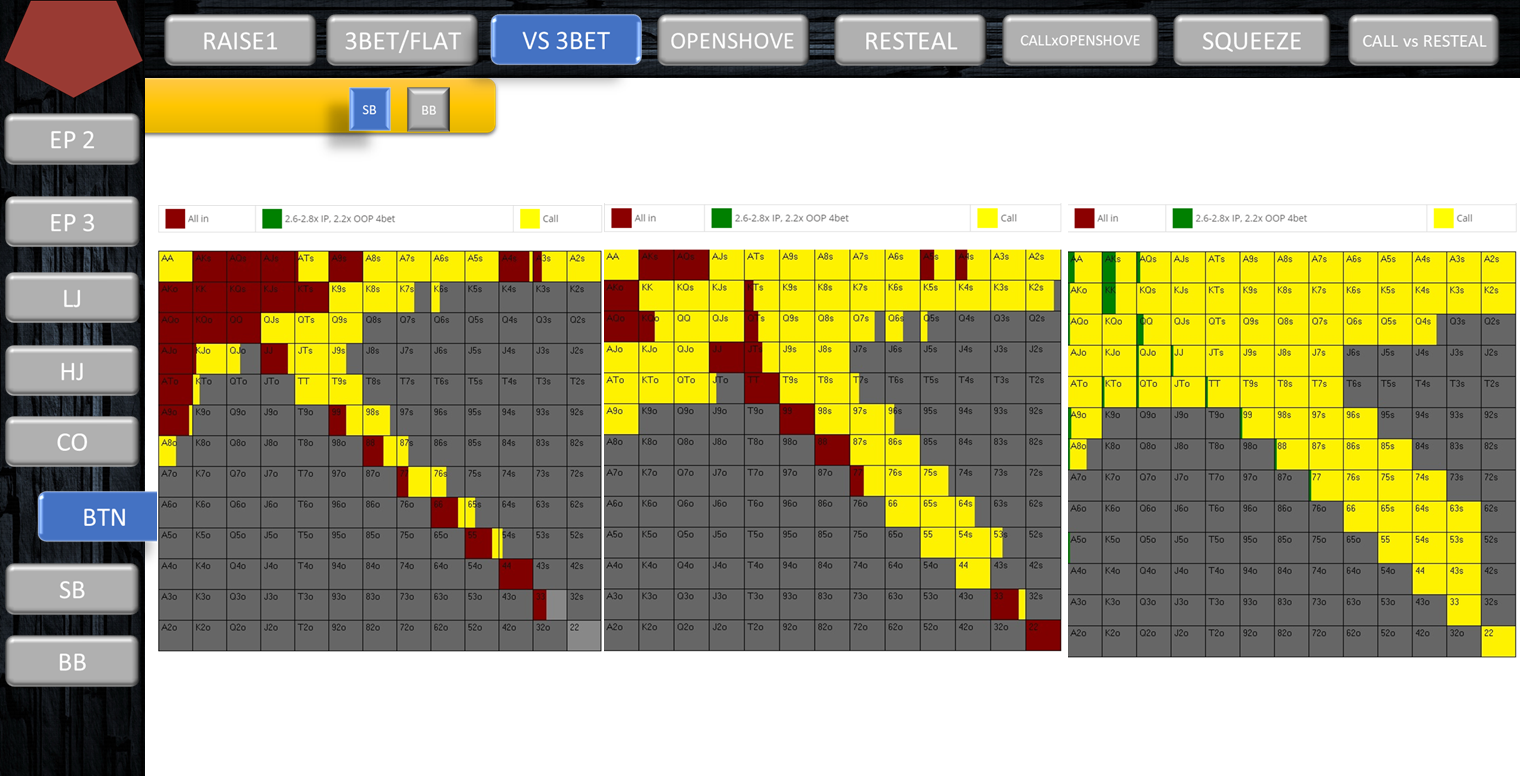 RAISE1 3BET/FLAT VS 3BET OPENSHOVE RESTEAL CALLxOPENSHOVE SQUEEZE CALL vs RESTEAL
SB BB
EP 2
EP 3
LJ
HJ
CO
BTN
SB
BB
All in 2.6-2.8x IP, 2.2x OOP 4bet Call
AA AKs AQs AJs ATs A9s A8s A7s A6s A5s A4s A3s A2s
AKo KK KQs KJs KTs K9s K8s K7s K6s K5s K4s K3s K2s
AQo KQo QQ QJs QTs Q9s Q8s Q7s Q6s Q5s Q4s Q3s Q2s
AJo KJo QJo JJ JTs J9s J8s J7s J6s J5s J4s J3s J2s
ATo KTo QTo JTo TT T9s T8s T7s T6s T5s T4s T3s T2s
A9o K9o Q9o J9o T9o 99 98s 97s 96s 95s 94s 93s 92s
A8o K8o Q8o J8o T8o 98o 88 87s 86s 85s 84s 83s 82s
A7o K7o Q7o J7o T7o 97o 87o 77 76s 75s 74s 73s 72s
A6o K6o Q6o J6o T6o 96o 86o 76o 66 65s 64s 63s 62s
A5o K5o Q5o J5o T5o 95o 85o 75o 65o 55 54s 53s 52s
A4o K4o Q4o J4o T4o 94o 84o 74o 64o 54o 44 43s 42s
A3o K3o Q3o J3o T3o 93o 83o 73o 63o 53o 43o 33 32s
A2o K2o Q2o J2o T2o 92o 82o 72o 62o 52o 42o 32o 22
All in 2.6-2.8x IP, 2.2x OOP 4bet Call
AA AKs AQs AJs ATs A9s A8s A7s A6s A5s A4s A3s A2s
AKo KK KQs KJs KTs K9s K8s K7s K6s K5s K4s K3s K2s
AQo KQo QQ QJs QTs Q9s Q8s Q7s Q6s Q5s Q4s Q3s Q2s
AJo KJo QJo JJ JTs J9s J8s J7s J6s J5s J4s J3s J2s
ATo KTo QTo JTo TT T9s T8s T7s T6s T5s T4s T3s T2s
A9o K9o Q9o J9o T9o 99 98s 97s 96s 95s 94s 93s 92s
A8o K8o Q8o J8o T8o 98o 88 87s 86s 85s 84s 83s 82s
A7o K7o Q7o J7o T7o 97o 87o 77 76s 75s 74s 73s 72s
A6o K6o Q6o J6o T6o 96o 86o 76o 66 65s 64s 63s 62s
A5o K5o Q5o J5o T5o 95o 85o 75o 65o 55 54s 53s 52s
A4o K4o Q4o J4o T4o 94o 84o 74o 64o 54o 44 43s 42s
A3o K3o Q3o J3o T3o 93o 83o 73o 63o 53o 43o 33 32s
A2o K2o Q2o J2o T2o 92o 82o 72o 62o 52o 42o 32o 22
All in 2.6-2.8x IP, 2.2x OOP 4bet Call
AA AKs AQs AJs ATs A9s A8s A7s A6s A5s A4s A3s A2s
AKo KK KQs KJs KTs K9s K8s K7s K6s K5s K4s K3s K2s
AQo KQo QQ QJs QTs Q9s Q8s Q7s Q6s Q5s Q4s Q3s Q2s
AJo KJo QJo JJ JTs J9s J8s J7s J6s J5s J4s J3s J2s
ATo KTo QTo JTo TT T9s T8s T7s T6s T5s T4s T3s T2s
A9o K9o Q9o J9o T9o 99 98s 97s 96s 95s 94s 93s 92s
A8o K8o Q8o J8o T8o 98o 88 87s 86s 85s 84s 83s 82s
A7o K7o Q7o J7o T7o 97o 87o 77 76s 75s 74s 73s 72s
A6o K6o Q6o J6o T6o 96o 86o 76o 66 65s 64s 63s 62s
A5o K5o Q5o J5o T5o 95o 85o 75o 65o 55 54s 53s 52s
A4o K4o Q4o J4o T4o 94o 84o 74o 64o 54o 44 43s 42s
A3o K3o Q3o J3o T3o 93o 83o 73o 63o 53o 43o 33 32s
A2o K2o Q2o J2o T2o 92o 82o 72o 62o 52o 42o 32o 22